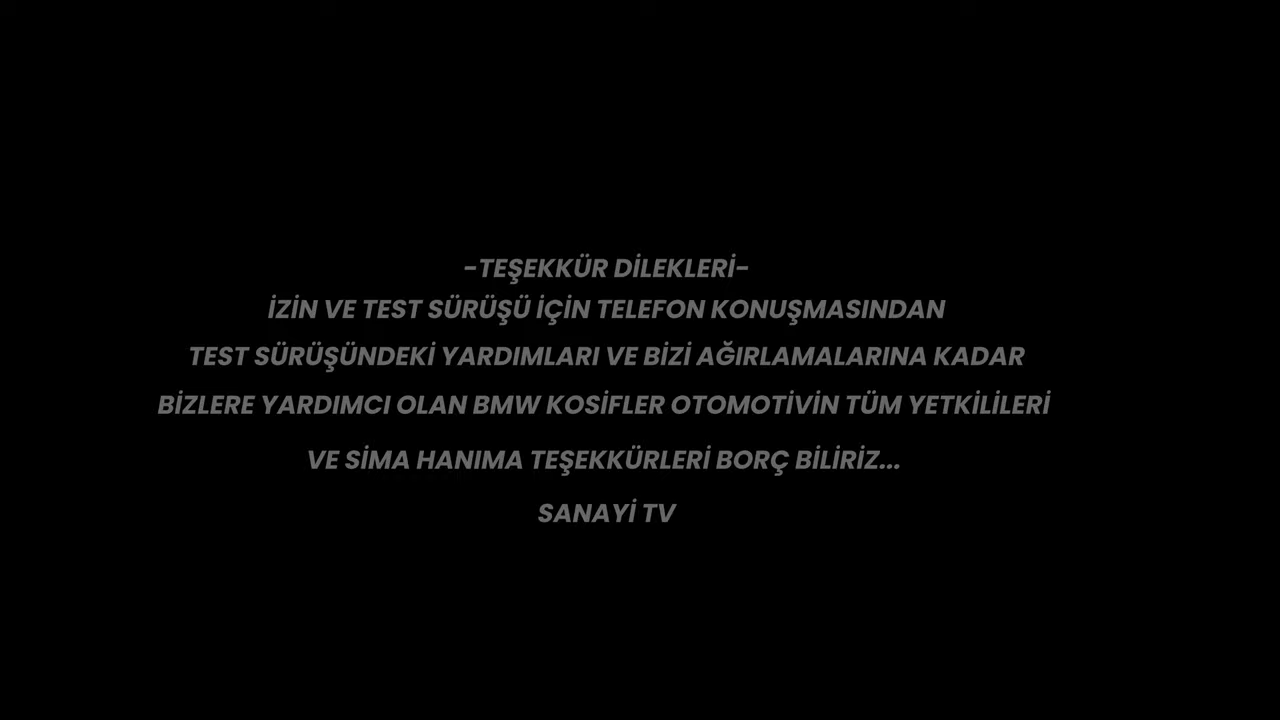 -TEŞEKKÜR DİLEKLERİ-
İZİN VE TEST SÜRÜŞÜ İÇİN TELEFON KONUŞMASINDAN
TEST SÜRÜŞÜNDEKİ YARDIMLARI VE BİZİ AĞIRLAMALARINA KADAR
BİZLERE YARDIMCI OLAN BMW KOSİFLER OTOMOTİVİN TÜM YETKİLİLERİ
VE SİMA HANIMA TEŞEKKÜRLERİ BORÇ BİLİRİZ...
SANAYİ TV